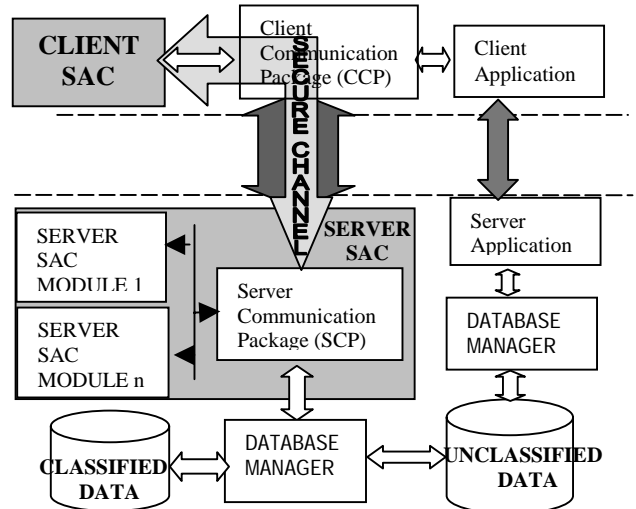 CLIENT
SAC
Client
Communication
Package (CCP)
Client
Application
SECURE CHANNEL
SERVER
SAC
SERVER
SAC
MODULE 1
SERVER
SAC
MODULE n
Server
Communication
Package (SCP)
Server
Application
DATABASE
MANAGER
CLASSIFIED
DATA
DATABASE
MANAGER
UNCLASSIFIED
DATA